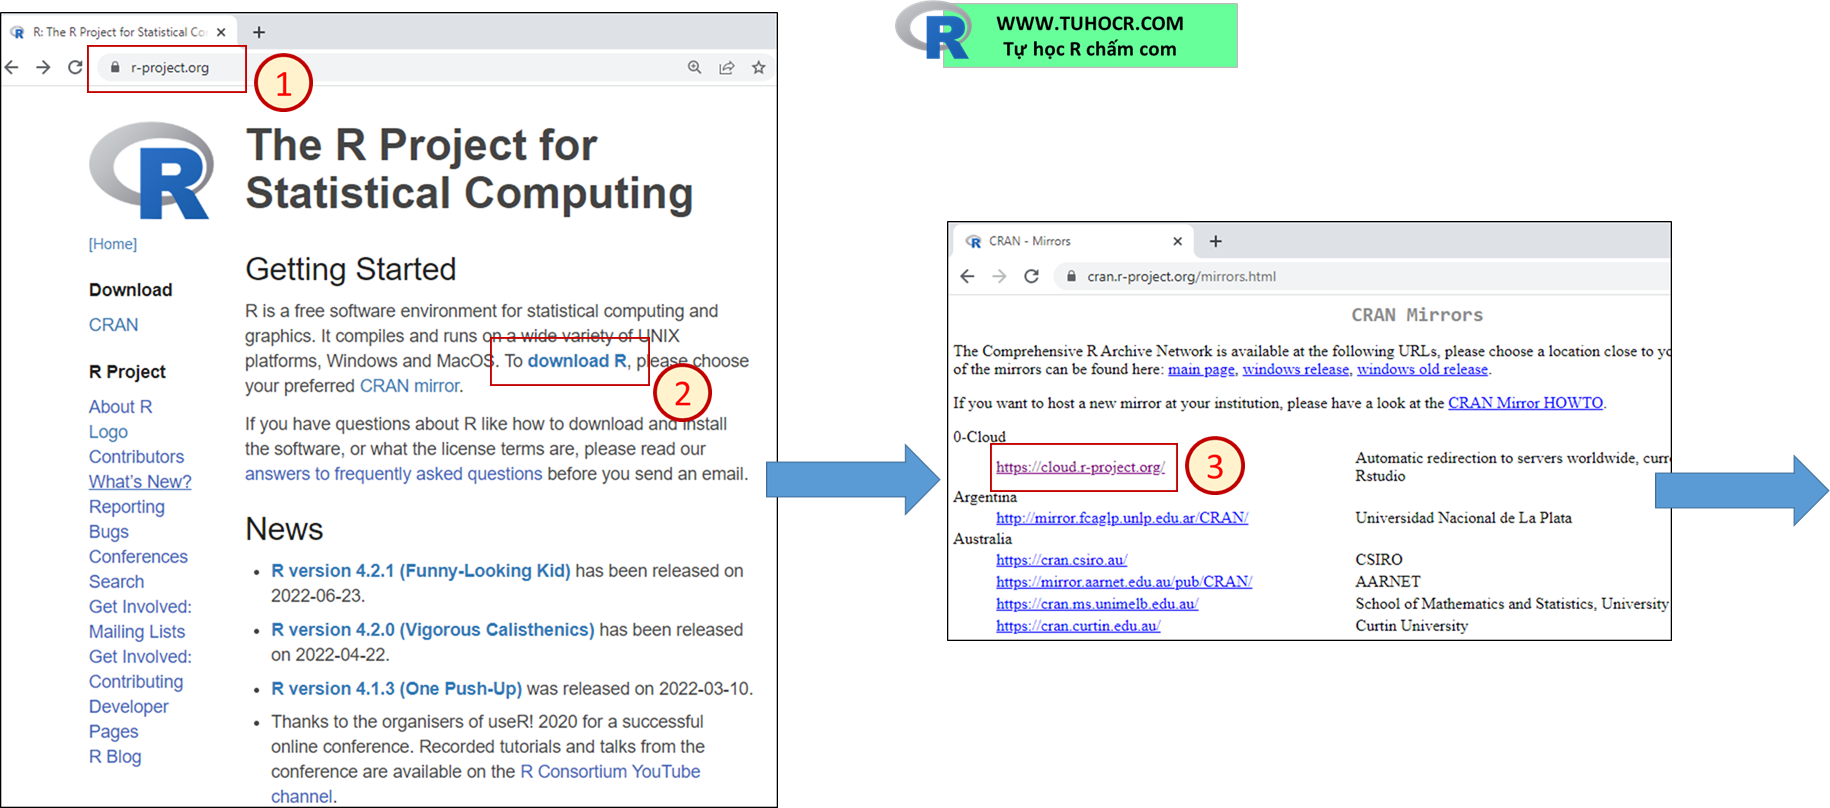 R: The R Project for Statistical Co
r-project.org
1
The R Project for
Statistical Computing
[Home]
Download
CRAN
R Project
About R
Logo
Contributors
What's New?
Reporting
Bugs
Conferences
Search
Get Involved:
Mailing Lists
Get Involved:
Contributing
Developer
Pages
R Blog
Getting Started
R is a free software environment for statistical computing and
graphics. It compiles and runs on a wide variety of UNIX
platforms, Windows and MacOS. To download R, please choose
your preferred CRAN mirror.
2
If you have questions about R like how to download and install
the software, or what the license terms are, please read our
answers to frequently asked questions before you send an email.
News
• R version 4.2.1 (Funny-Looking Kid) has been released on
2022-06-23.
• R version 4.2.0 (Vigorous Calisthenics) has been released
on 2022-04-22.
• R version 4.1.3 (One Push-Up) was released on 2022-03-10.
• Thanks to the organisers of useR! 2020 for a successful
online conference. Recorded tutorials and talks from the
conference are available on the R Consortium YouTube
channel.
R
WWW.TUHOCR.COM
Tự học R chấm com
CRAN - Mirrors
cran.r-project.org/mirrors.html
CRAN Mirrors
The Comprehensive R Archive Network is available at the following URLs, please choose a location close to yo
of the mirrors can be found here: main page, windows release, windows old release.
If you want to host a new mirror at your institution, please have a look at the CRAN Mirror HOWTO.
0-Cloud
https://cloud.r-project.org/
3
Automatic redirection to servers worldwide, curre
Rstudio
Argentina
http://mirror.fcaglp.unlp.edu.ar/CRAN/ Universidad Nacional de La Plata
Australia
https://cran.csiro.au/ CSIRO
https://mirror.aarnet.edu.au/pub/CRAN/ AARNET
https://cran.ms.unimelb.edu.au/ School of Mathematics and Statistics, University
https://cran.curtin.edu.au/ Curtin University